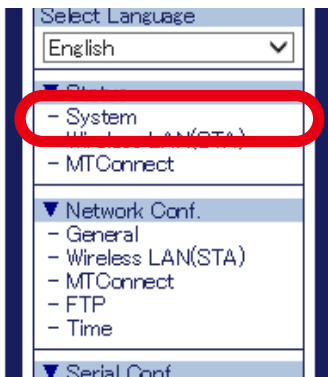 Select Language
English
▼ Status
- System
- Wireless LAN(STA)
- MTConnect
▼ Network Conf.
- General
- Wireless LAN(STA)
- MTConnect
- FTP
- Time
▼ Serial Conf.